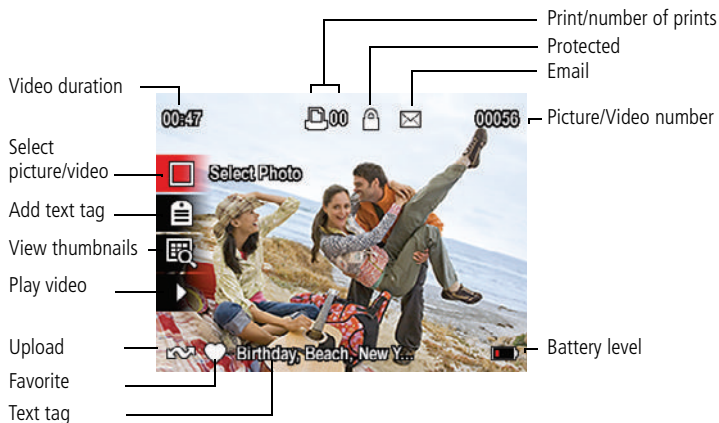 Print/number of prints
Protected
Email
Video duration
00:47
00
00056
Picture/Video number
Select
picture/video
Select Photo
Add text tag
View thumbnails
Play video
Upload
Birthday, Beach, New Y...
Battery level
Favorite
Text tag